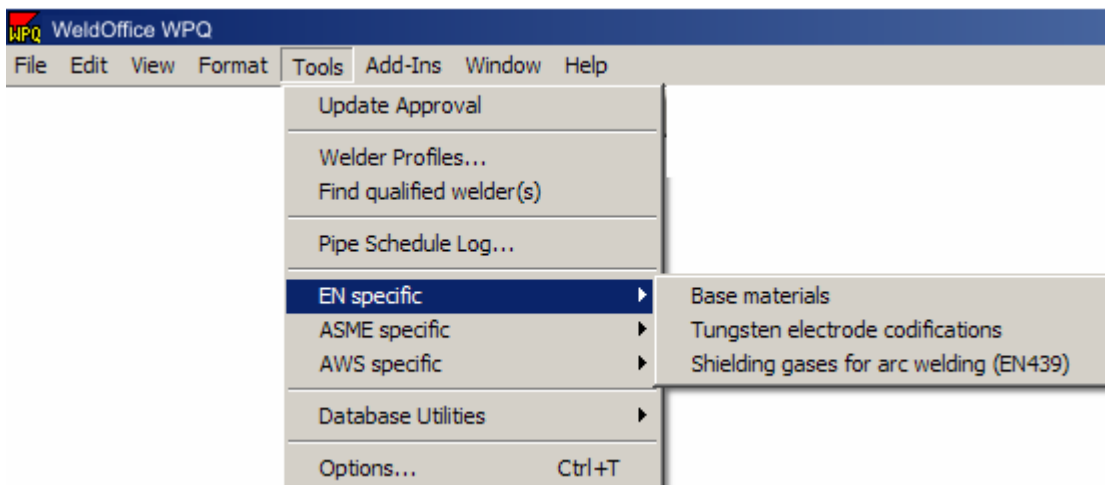 WPQ WeldOffice WPQ
File Edit View Format Tools Add-Ins Window Help
Update Approval
Welder Profiles...
Find qualified welder(s)
Pipe Schedule Log...
EN specific
ASME specific
AWS specific
Database Utilities
Options... Ctrl+T
Base materials
Tungsten electrode codifications
Shielding gases for arc welding (EN439)